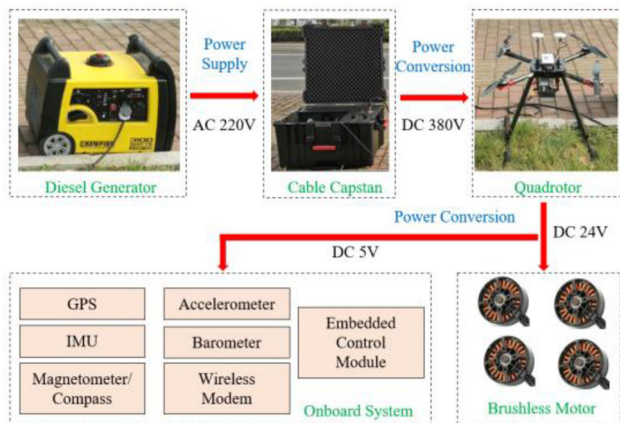 Power
Supply
AC 220V
Power
Conversion
DC 380V
CHAMPION
Diesel Generator
Cable Capstan
Quadrotor
Power Conversion
DC 24V
DC 5V
GPS
Accelerometer
Embedded
Control
Module
IMU
Barometer
Magnetometer/
Compass
Wireless
Modem
Onboard System
Brushless Motor